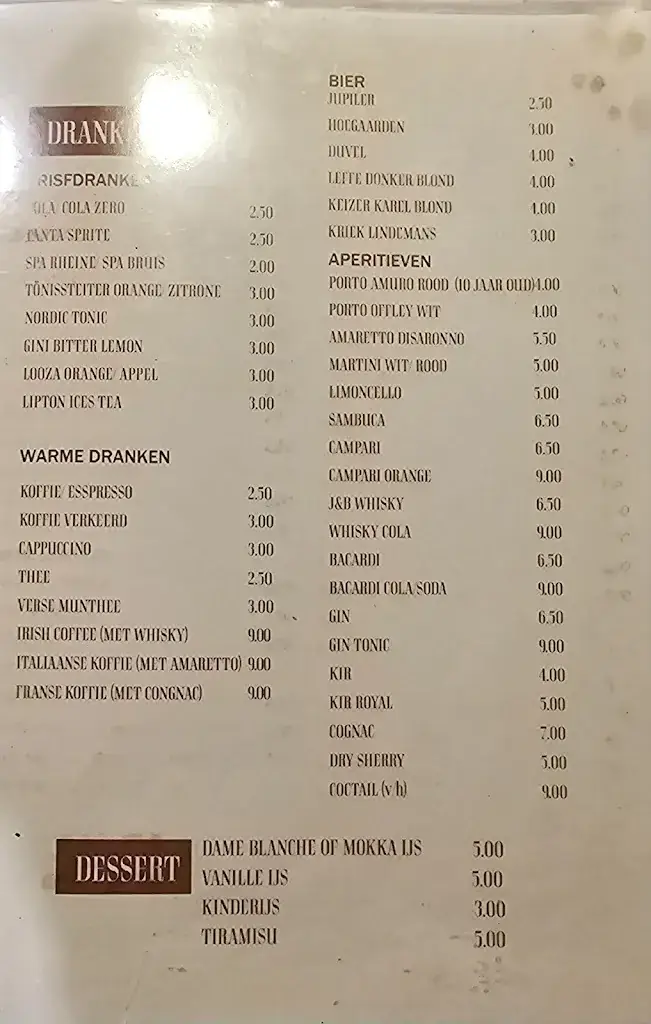 DRANK
RISFDRANKE
COLA/COLA ZERO 2.50
FANTA/SPRITE 2.50
SPA RHEINE/SPA BRUIS 2.00
TÖNISSTEITER ORANGE/ZITRONE 3.00
NORDIC TONIC 3.00
GINI BITTER LEMON 3.00
LOOZA ORANGE/APPEL 3.00
LIPTON ICES TEA 3.00
WARME DRANKEN
KOFFIE/ESSPRESSO 2.50
KOFFIE VERKEERD 3.00
CAPPUCCINO 3.00
THEE 2.50
VERSE MUNTHEE 3.00
IRISH COFFEE (MET WHISKY) 9.00
ITALIAANSE KOFFIE (MET AMARETTO) 9.00
FRANSE KOFFIE (MET CONGNAC) 9.00
BIER
JUPILER 2.50
HOEGAARDEN 3.00
DUVEL 4.00
LEFFE DONKER/BLOND 4.00
KEIZER KAREL BLOND 4.00
KRIEK LINDEMANS 3.00
APERITIEVEN
PORTO AMURO ROOD (10 JAAR OUD)4.00
PORTO OFFLEY WIT 4.00
AMARETTO DISARONNO 5.50
MARTINI WIT/ROOD 5.00
LIMONCELLO 5.00
SAMBUCA 6.50
CAMPARI 6.50
CAMPARI ORANGE 9.00
J&B WHISKY 6.50
WHISKY COLA 9.00
BACARDI 6.50
BACARDI COLA/SODA 9.00
GIN 6.50
GIN TONIC 9.00
KIR 4.00
KIR ROYAL 5.00
COGNAC 7.00
DRY SHERRY 5.00
COCTAIL (v/h) 9.00
DESSERT
DAME BLANCHE OF MOKKA IJS 5.00
VANILLE IJS 5.00
KINDERIJS 3.00
TIRAMISU 5.00